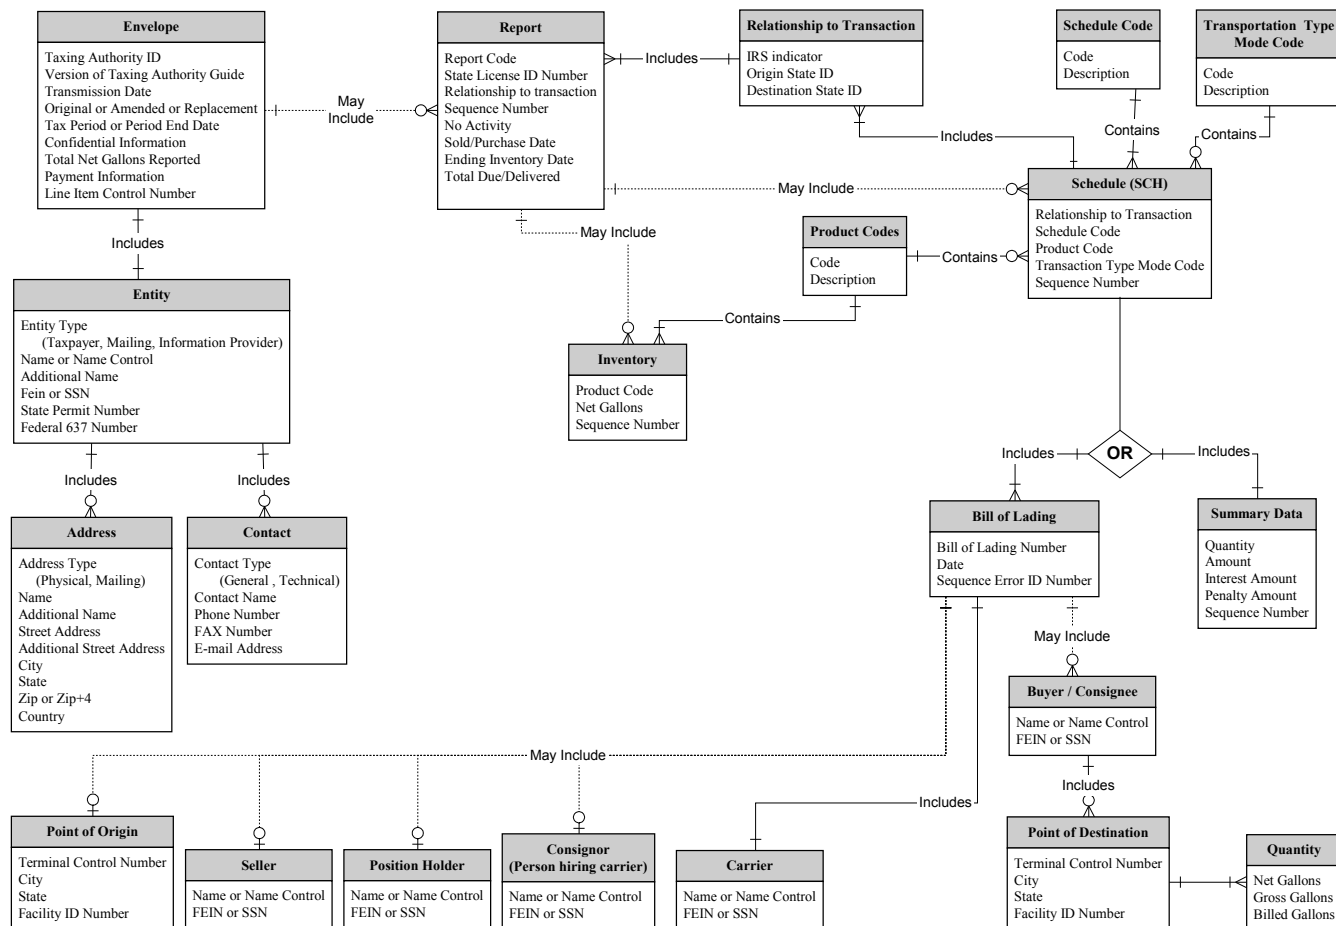 Envelope
Taxing Authority ID
Version of Taxing Authority Guide
Transmission Date
Original or Amended or Replacement
Tax Period or Period End Date
Confidential Information
Total Net Gallons Reported
Payment Information
Line Item Control Number
May
Include
Report
Report Code
State License ID Number
Relationship to transaction
Sequence Number
No Activity
Sold/Purchase Date
Ending Inventory Date
Total Due/Delivered
Includes
Relationship to Transaction
IRS indicator
Origin State ID
Destination State ID
Includes
Schedule Code
Code
Description
Contains
Transportation Type
Mode Code
Code
Description
Contains
May Include
Schedule (SCH)
Relationship to Transaction
Schedule Code
Product Code
Transaction Type Mode Code
Sequence Number
May Include
Product Codes
Code
Description
Contains
Contains
Includes
Entity
Entity Type
(Taxpayer, Mailing, Information Provider)
Name or Name Control
Additional Name
Fein or SSN
State Permit Number
Federal 637 Number
Inventory
Product Code
Net Gallons
Sequence Number
Includes
Includes
Includes
OR
Includes
Address
Address Type
(Physical, Mailing)
Name
Additional Name
Street Address
Additional Street Address
City
State
Zip or Zip+4
Country
Contact
Contact Type
(General , Technical)
Contact Name
Phone Number
FAX Number
E-mail Address
Bill of Lading
Bill of Lading Number
Date
Sequence Error ID Number
Summary Data
Quantity
Amount
Interest Amount
Penalty Amount
Sequence Number
May Include
Buyer / Consignee
Name or Name Control
FEIN or SSN
May Include
Includes
Includes
Point of Origin
Terminal Control Number
City
State
Facility ID Number
Seller
Name or Name Control
FEIN or SSN
Position Holder
Name or Name Control
FEIN or SSN
Consignor
(Person hiring carrier)
Name or Name Control
FEIN or SSN
Carrier
Name or Name Control
FEIN or SSN
Point of Destination
Terminal Control Number
City
State
Facility ID Number
Quantity
Net Gallons
Gross Gallons
Billed Gallons